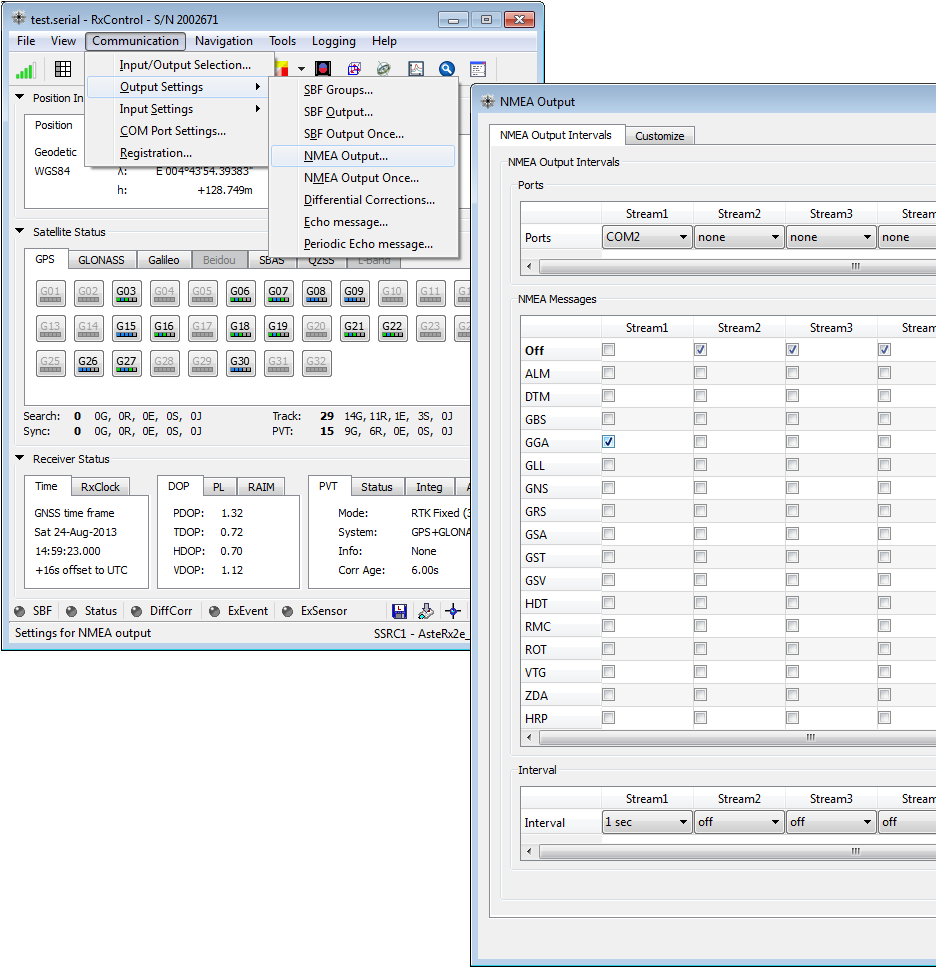 test.serial - RxControl - S/N 2002671
File View Communication Navigation Tools Logging Help
Input/Output Selection...
Output Settings
Input Settings
COM Port Settings...
Registration...
SBF Groups...
SBF Output...
SBF Output Once...
NMEA Output...
NMEA Output Once...
Differential Corrections...
Echo message...
Periodic Echo message...
Position In
Position
Geodetic
WGS84 λ: E 004°43'54.39383"
h: +128.749m
Satellite Status
GPS GLONASS Galileo Beidou SBAS QZSS L-Band
G01 G02 G03 G04 G05 G06 G07 G08 G09 G10 G11
G13 G14 G15 G16 G17 G18 G19 G20 G21 G22 G23
G25 G26 G27 G28 G29 G30 G31 G32
Search: 0 0G, 0R, 0E, 0S, 0J Track: 29 14G, 11R, 1E, 3S, 0J
Sync: 0 0G, 0R, 0E, 0S, 0J PVT: 15 9G, 6R, 0E, 0S, 0J
Receiver Status
Time RxClock
GNSS time frame
Sat 24-Aug-2013
14:59:23.000
+16s offset to UTC
DOP PL RAIM
PDOP: 1.32
TDOP: 0.72
HDOP: 0.70
VDOP: 1.12
PVT Status Integ
Mode: RTK Fixed (3
System: GPS+GLONA
Info: None
Corr Age: 6.00s
SBF Status DiffCorr ExEvent ExSensor
Settings for NMEA output SSRC1 - AsteRx2e_
NMEA Output
NMEA Output Intervals Customize
NMEA Output Intervals
Ports
Stream1 Stream2 Stream3 Stream
Ports COM2 none none none
NMEA Messages
Stream1 Stream2 Stream3 Stream
Off
ALM
DTM
GBS
GGA
GLL
GNS
GRS
GSA
GST
GSV
HDT
RMC
ROT
VTG
ZDA
HRP
Interval
Stream1 Stream2 Stream3 Stream
Interval 1 sec off off off